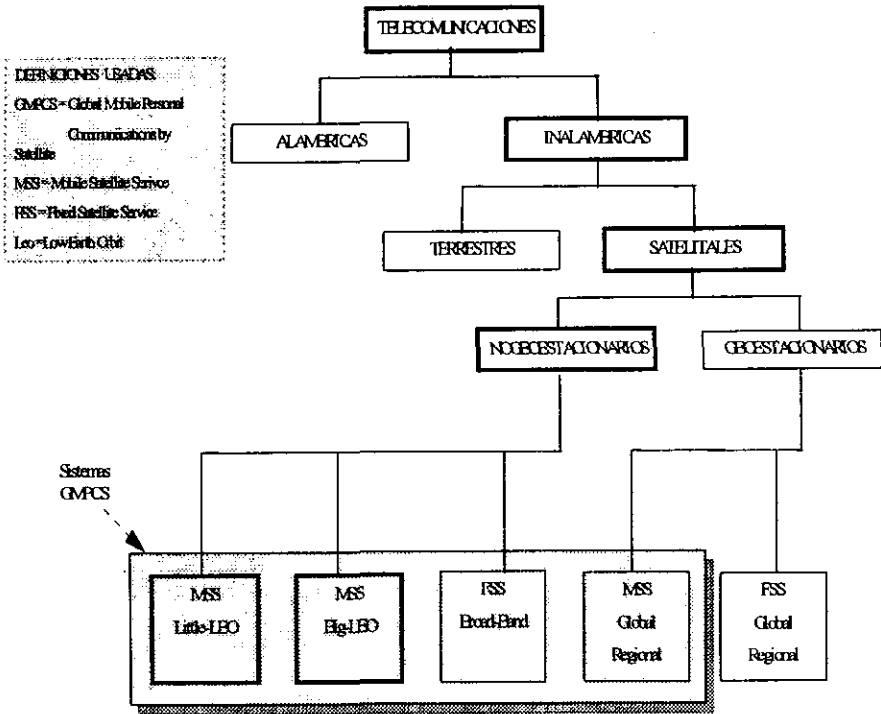 TELECOMUNICACIONES
DEFINICIONES USADAS:
GMPCS = Global Mobile Personal
Communications by
Satellite
MSS = Mobile Satellite Serivce
FSS = Fixed Satellite Service
Leo = Low Earth Orbit
ALAMBRICAS
INALAMBRICAS
TERRESTRES
SATELITALES
NO GEOESTACIONARIOS
GEOESTACIONARIOS
Sistemas
GMPCS
MSS
Little-LEO
MSS
Big-LEO
FSS
Broad-Band
MSS
Global
Regional
FSS
Global
Regional